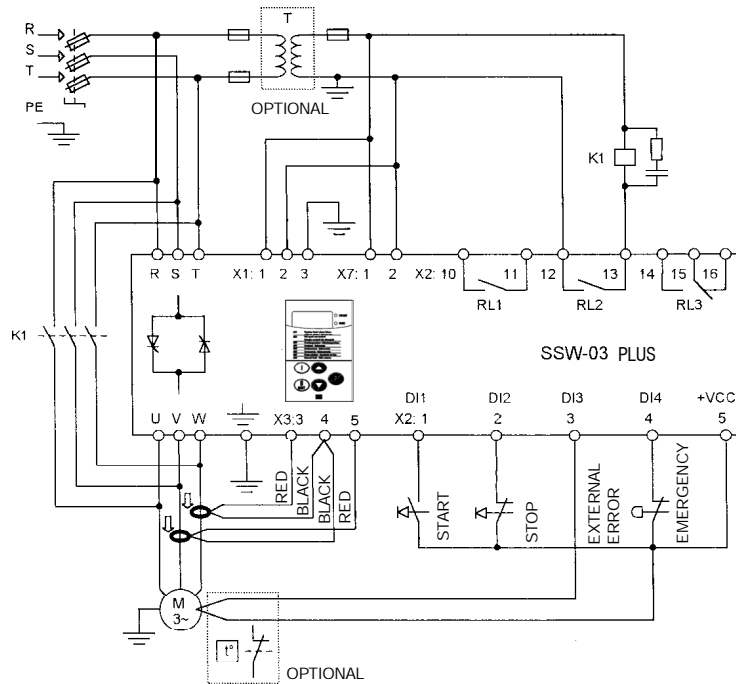 T
R
S
T
PE
OPTIONAL
K1
R S T X1: 1 2 3 X7: 1 2 X2: 10 11 12 13 14 15 16
RL1 RL2 RL3
K1
SSW-03 PLUS
DI1 DI2 DI3 DI4 +VCC
U V W X3:3 4 5 X2: 1 2 3 4 5
RED
BLACK
BLACK
RED
START
STOP
EXTERNAL
ERROR
EMERGENCY
M
3~
t°
OPTIONAL